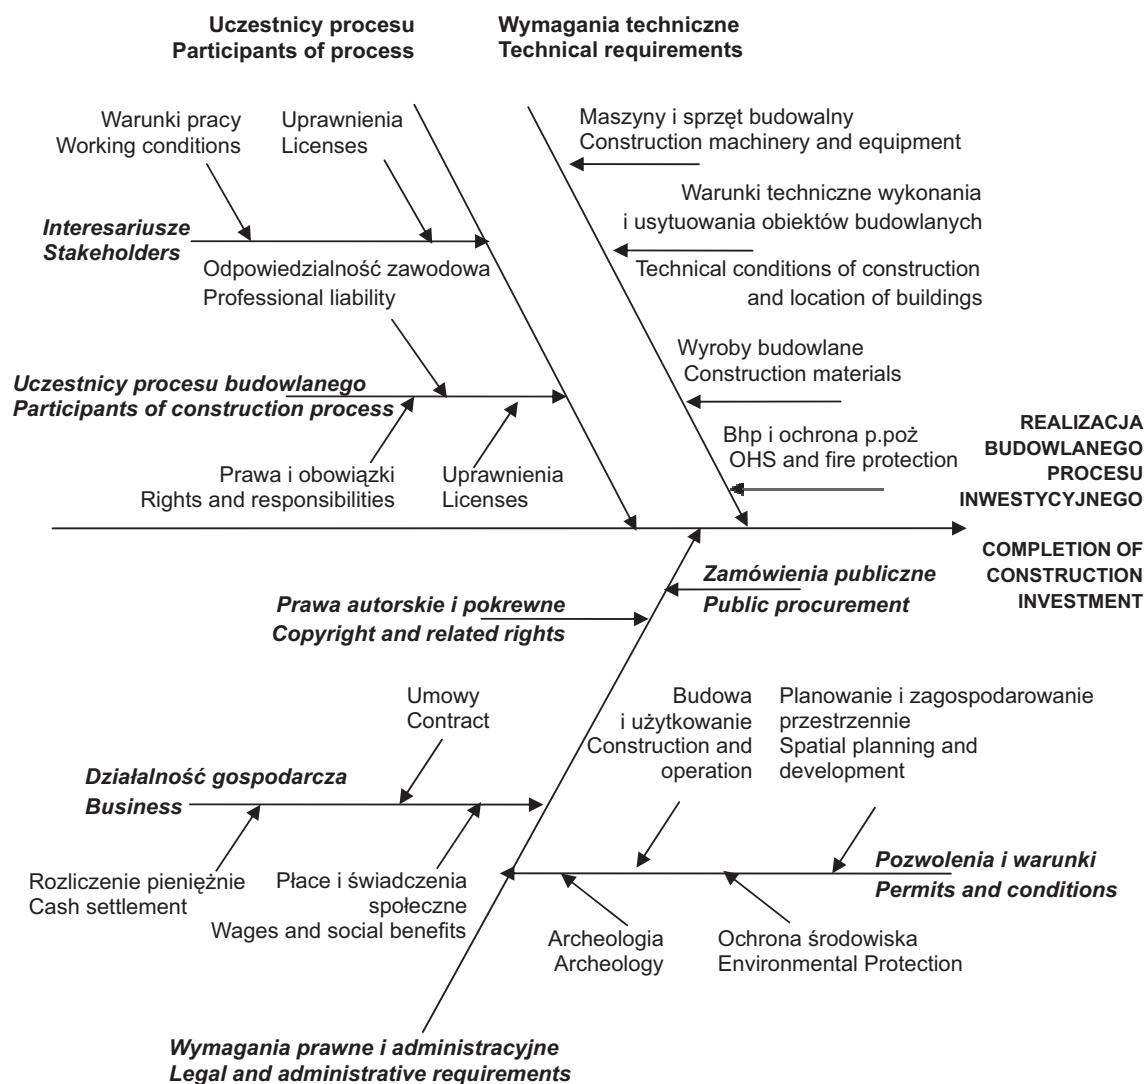 Uczestnicy procesu
Participants of process
Wymagania techniczne
Technical requirements
Warunki pracy
Working conditions
Uprawnienia
Licenses
Maszyny i sprzęt budowalny
Construction machinery and equipment
Warunki techniczne wykonania
i usytuowania obiektów budowlanych
Interesariusze
Stakeholders
Odpowiedzialność zawodowa
Professional liability
Technical conditions of construction
and location of buildings
Wyroby budowlane
Construction materials
Uczestnicy procesu budowlanego
Participants of construction process
Bhp i ochrona p.poż
OHS and fire protection
Prawa i obowiązki
Rights and responsibilities
Uprawnienia
Licenses
REALIZACJA
BUDOWLANEGO
PROCESU
INWESTYCYJNEGO
COMPLETION OF
CONSTRUCTION
INVESTMENT
Zamówienia publiczne
Public procurement
Prawa autorskie i pokrewne
Copyright and related rights
Umowy
Contract
Budowa
i użytkowanie
Construction and
operation
Planowanie i zagospodarowanie
przestrzennie
Spatial planning and
development
Działalność gospodarcza
Business
Rozliczenie pieniężnie
Cash settlement
Płace i świadczenia
społeczne
Wages and social benefits
Pozwolenia i warunki
Permits and conditions
Archeologia
Archeology
Ochrona środowiska
Environmental Protection
Wymagania prawne i administracyjne
Legal and administrative requirements